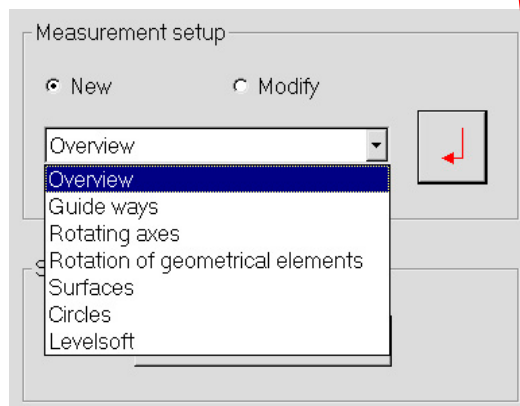 Measurement setup
New Modify
Overview
Overview
Guide ways
Rotating axes
Rotation of geometrical elements
Surfaces
Circles
Levelsoft